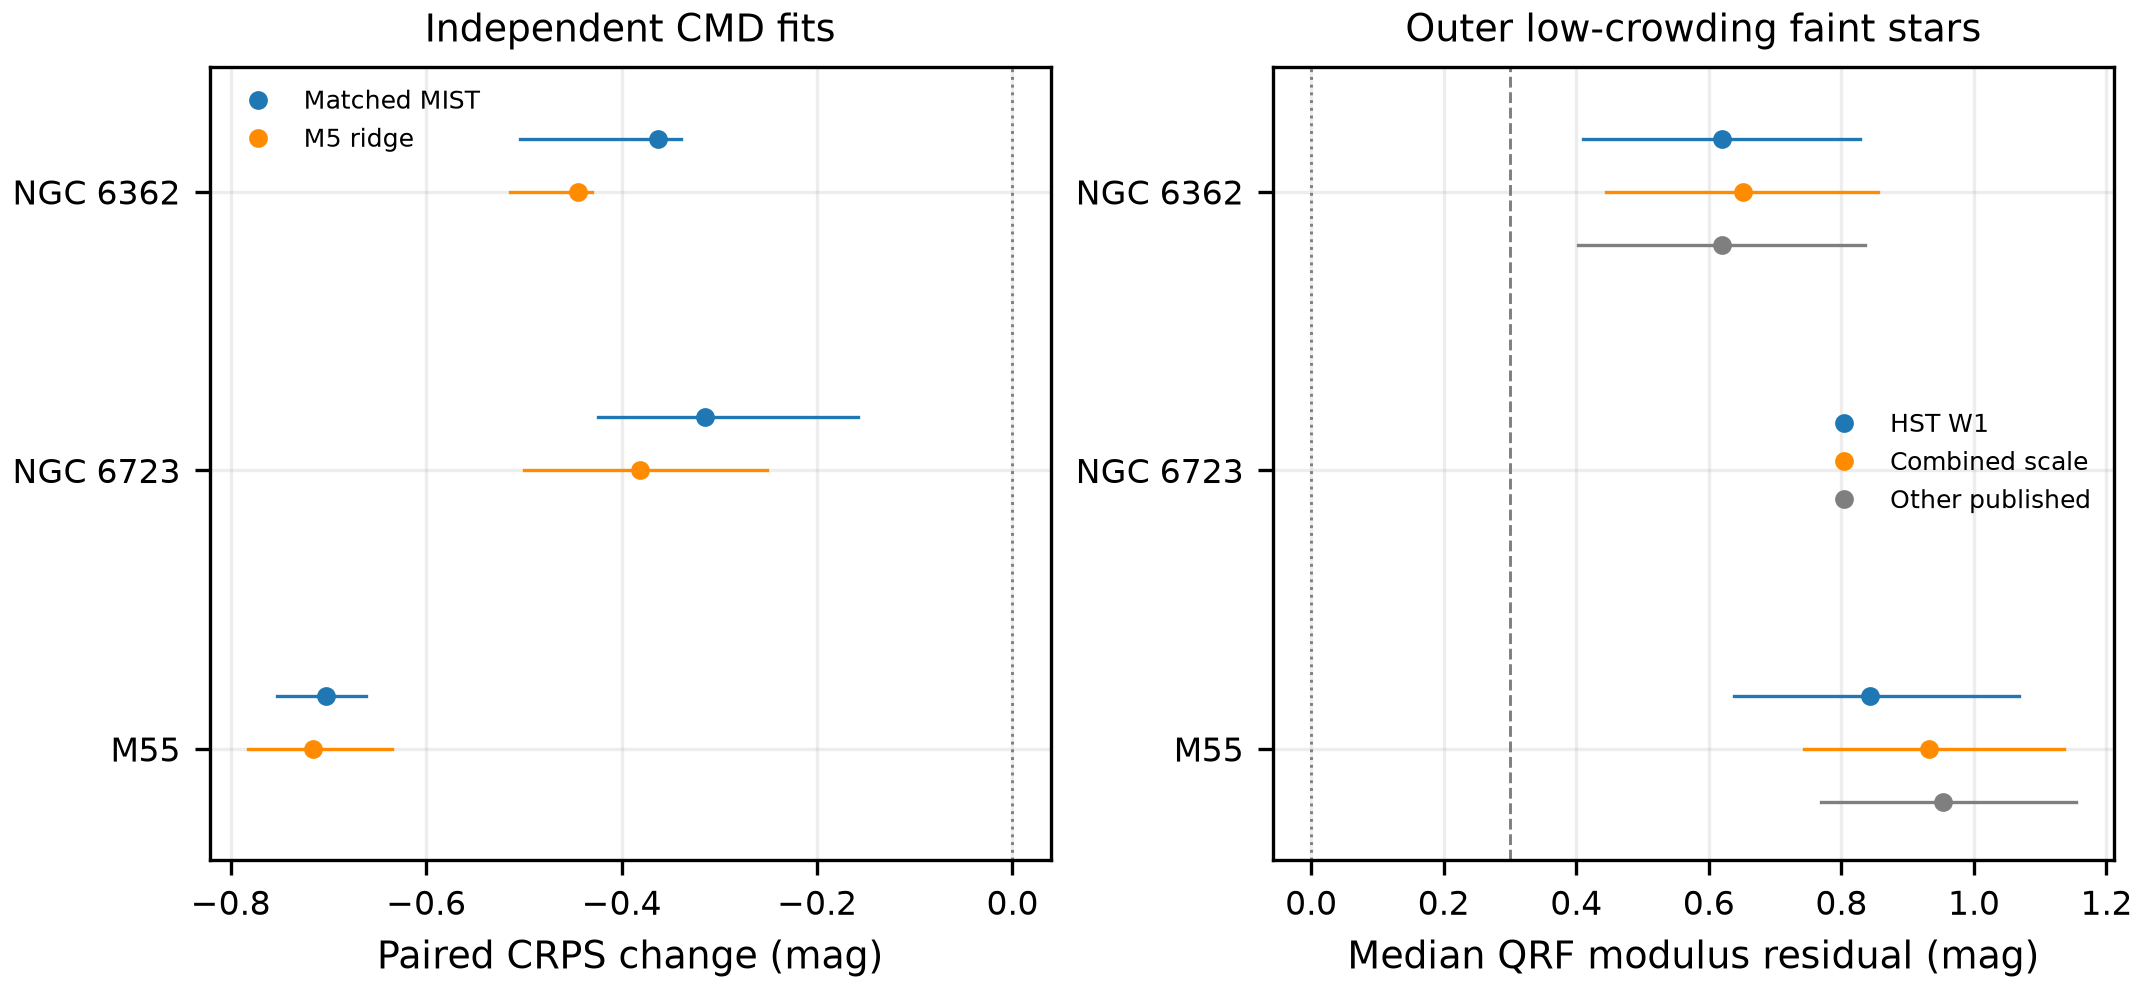 Independent CMD fits
Matched MIST
M5 ridge
NGC 6362
NGC 6723
M55
−0.8 −0.6 −0.4 −0.2 0.0
Paired CRPS change (mag)
Outer low-crowding faint stars
NGC 6362
NGC 6723
M55
HST W1
Combined scale
Other published
0.0 0.2 0.4 0.6 0.8 1.0 1.2
Median QRF modulus residual (mag)